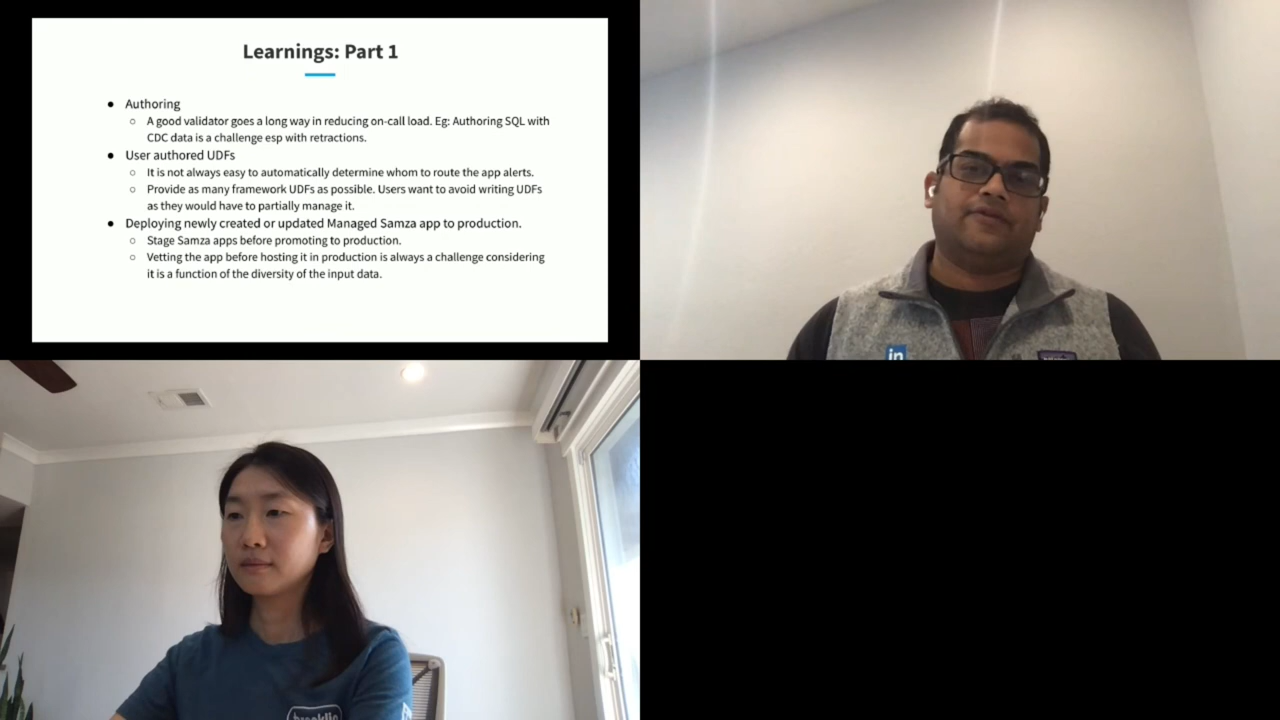 Learnings: Part 1
● Authoring
○ A good validator goes a long way in reducing on-call load. Eg: Authoring SQL with
CDC data is a challenge esp with retractions.
● User authored UDFs
○ It is not always easy to automatically determine whom to route the app alerts.
○ Provide as many framework UDFs as possible. Users want to avoid writing UDFs
as they would have to partially manage it.
● Deploying newly created or updated Managed Samza app to production.
○ Stage Samza apps before promoting to production.
○ Vetting the app before hosting it in production is always a challenge considering
it is a function of the diversity of the input data.
in